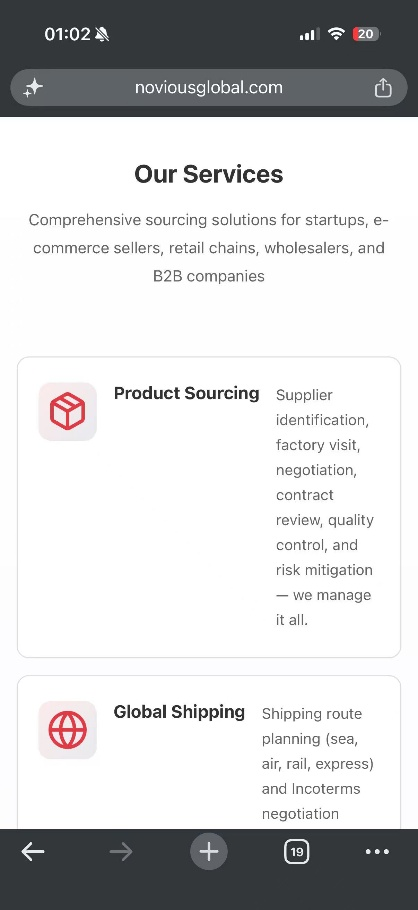 01:02
20
noviousglobal.com
Our Services
Comprehensive sourcing solutions for startups, e-
commerce sellers, retail chains, wholesalers, and
B2B companies
Product Sourcing
Supplier
identification,
factory visit,
negotiation,
contract
review, quality
control, and
risk mitigation
— we manage
it all.
Global Shipping
Shipping route
planning (sea,
air, rail, express)
and Incoterms
negotiation
19